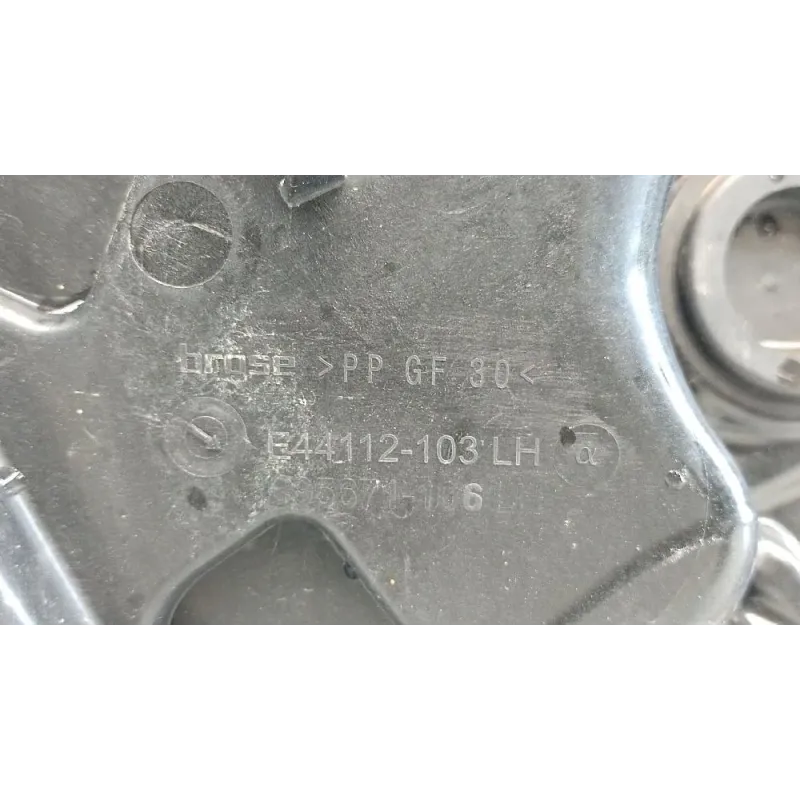 brose >PP GF 30<
E44112-103 LH α